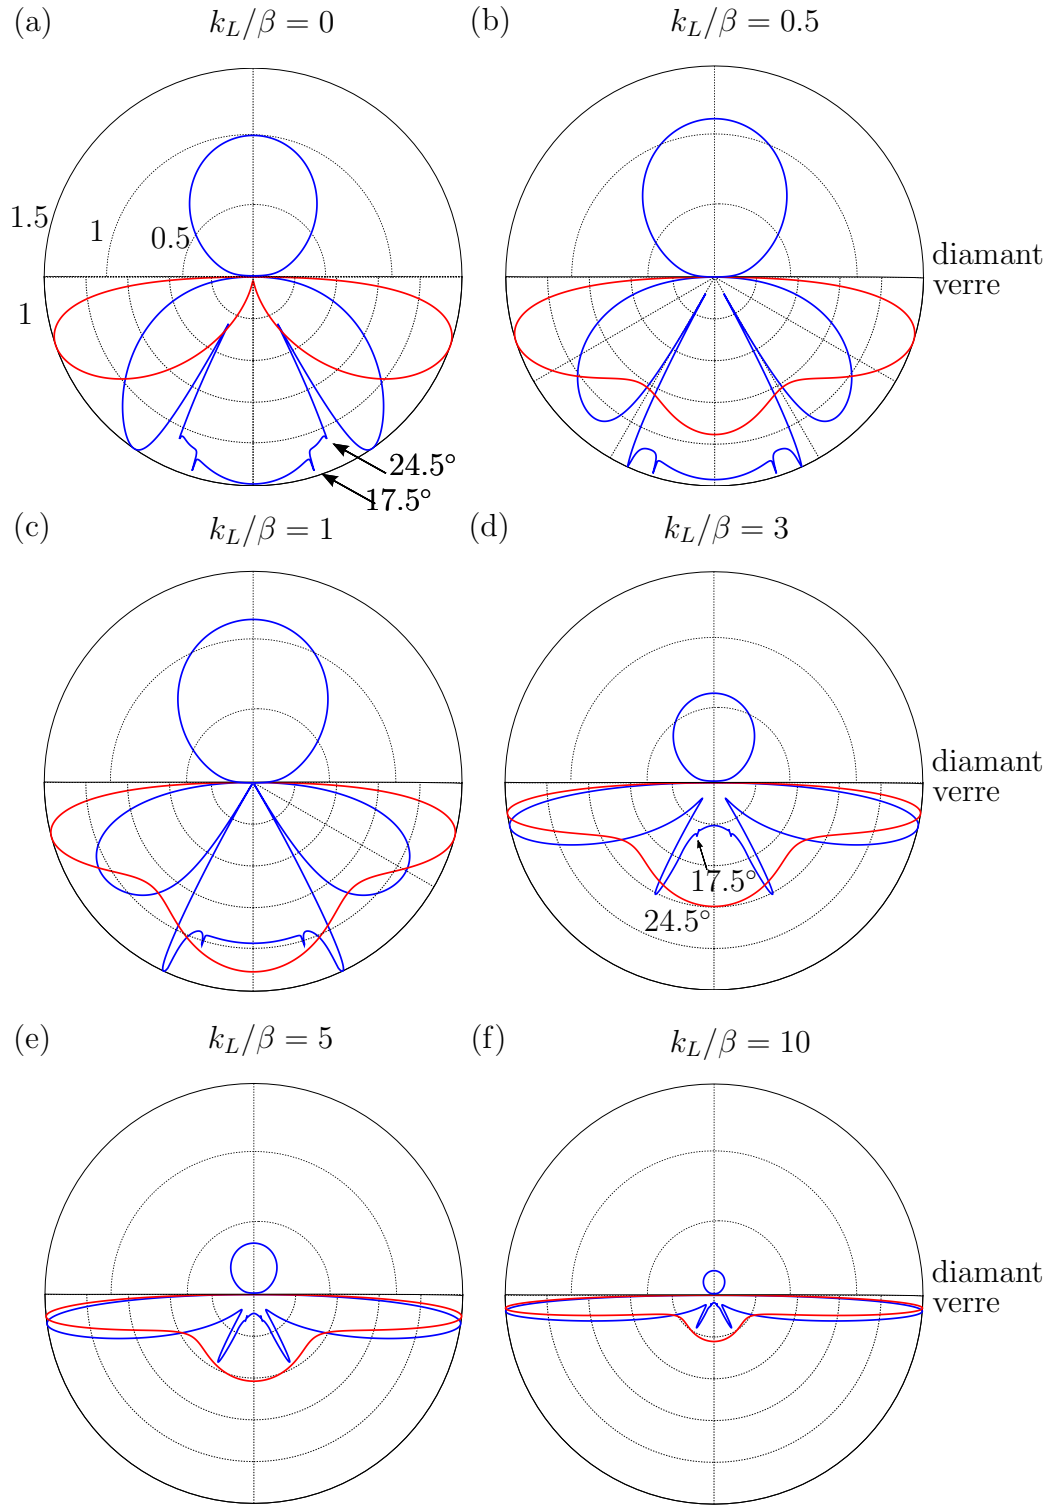 (a) k_L/β = 0
(b) k_L/β = 0.5
1.5
1
0.5
diamant
verre
1
24.5°
17.5°
(c) k_L/β = 1
(d) k_L/β = 3
diamant
verre
17.5°
24.5°
(e) k_L/β = 5
(f) k_L/β = 10
diamant
verre